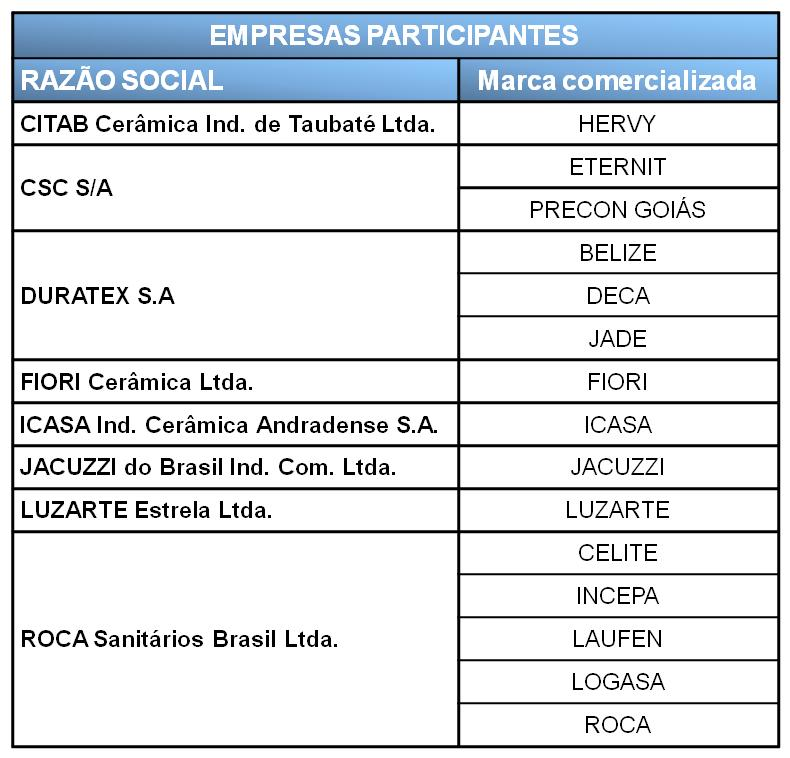 EMPRESAS PARTICIPANTES
RAZÃO SOCIAL Marca comercializada
CITAB Cerâmica Ind. de Taubaté Ltda. HERVY
CSC S/A
ETERNIT
PRECON GOIÁS
DURATEX S.A
BELIZE
DECA
JADE
FIORI Cerâmica Ltda. FIORI
ICASA Ind. Cerâmica Andradense S.A. ICASA
JACUZZI do Brasil Ind. Com. Ltda. JACUZZI
LUZARTE Estrela Ltda. LUZARTE
ROCA Sanitários Brasil Ltda.
CELITE
INCEPA
LAUFEN
LOGASA
ROCA